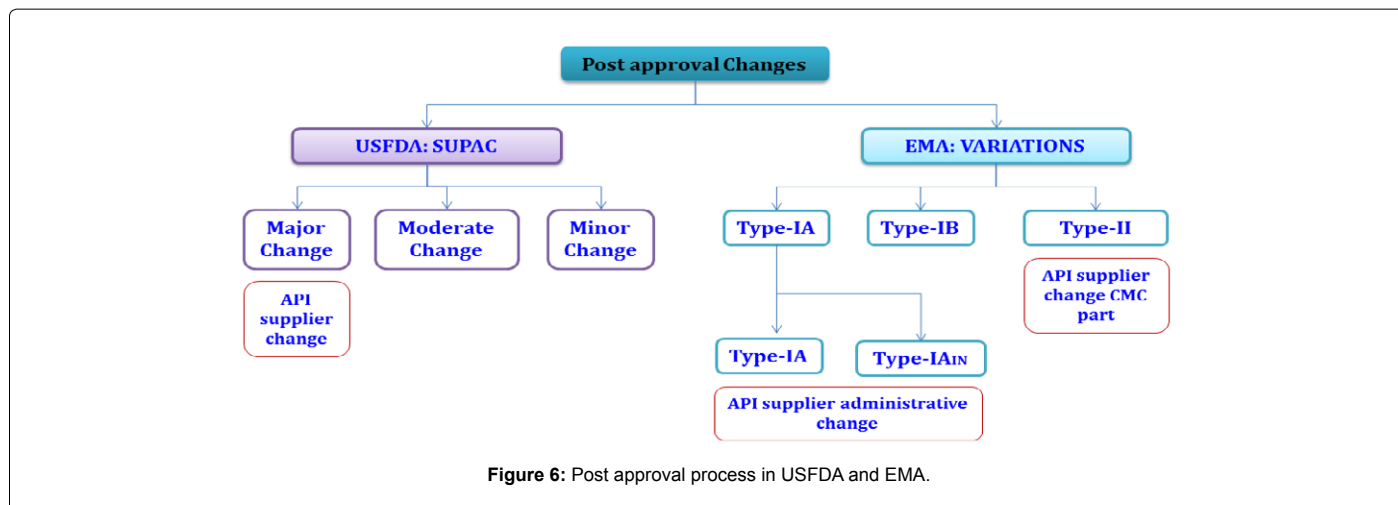 Post approval Changes
USFDA: SUPAC
EMA: VARIATIONS
Major
Change
Moderate
Change
Minor
Change
Type-IA
Type-IB
Type-II
API
supplier
change
API supplier
change CMC
part
Type-IA
Type-IAIN
API supplier administrative
change
Figure 6: Post approval process in USFDA and EMA.